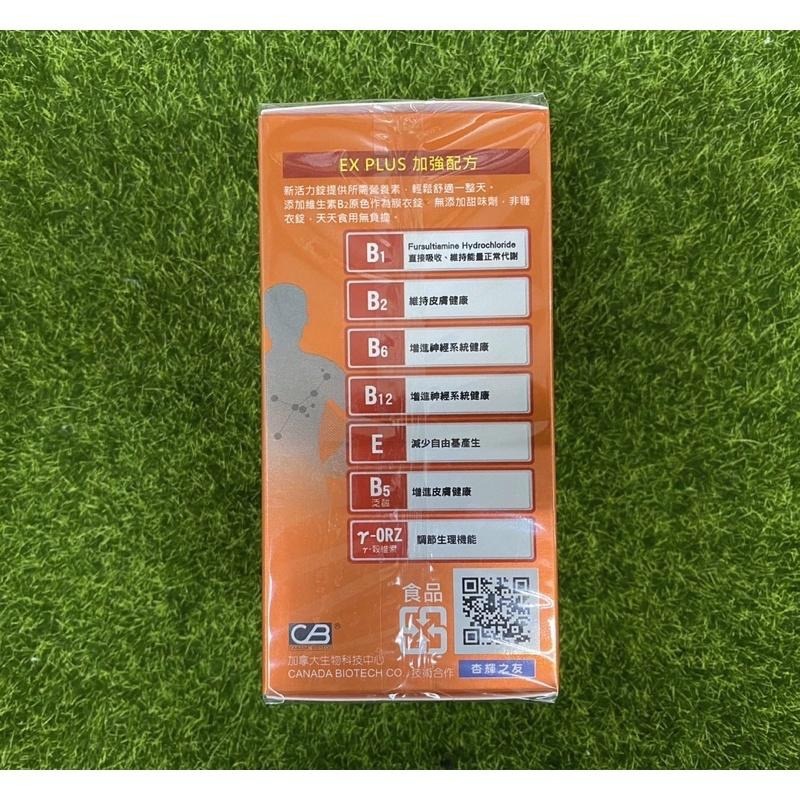 EX PLUS 加強配方
新活力錠提供所需營養素，輕鬆舒適一整天。
添加維生素B2原色作為膜衣錠，無添加甜味劑，非糖
衣錠，天天食用無負擔。
B1 Fursultiamine Hydrochloride
直接吸收、維持能量正常代謝
B2 維持皮膚健康
B6 增進神經系統健康
B12 增進神經系統健康
E 減少自由基產生
B5 增進皮膚健康
泛酸
γ-ORZ 調節生理機能
γ-穀維素
食品
CB®
CANADA BIOTECH
加拿大生物科技中心
CANADA BIOTECH CO. 技術合作
杏輝之友